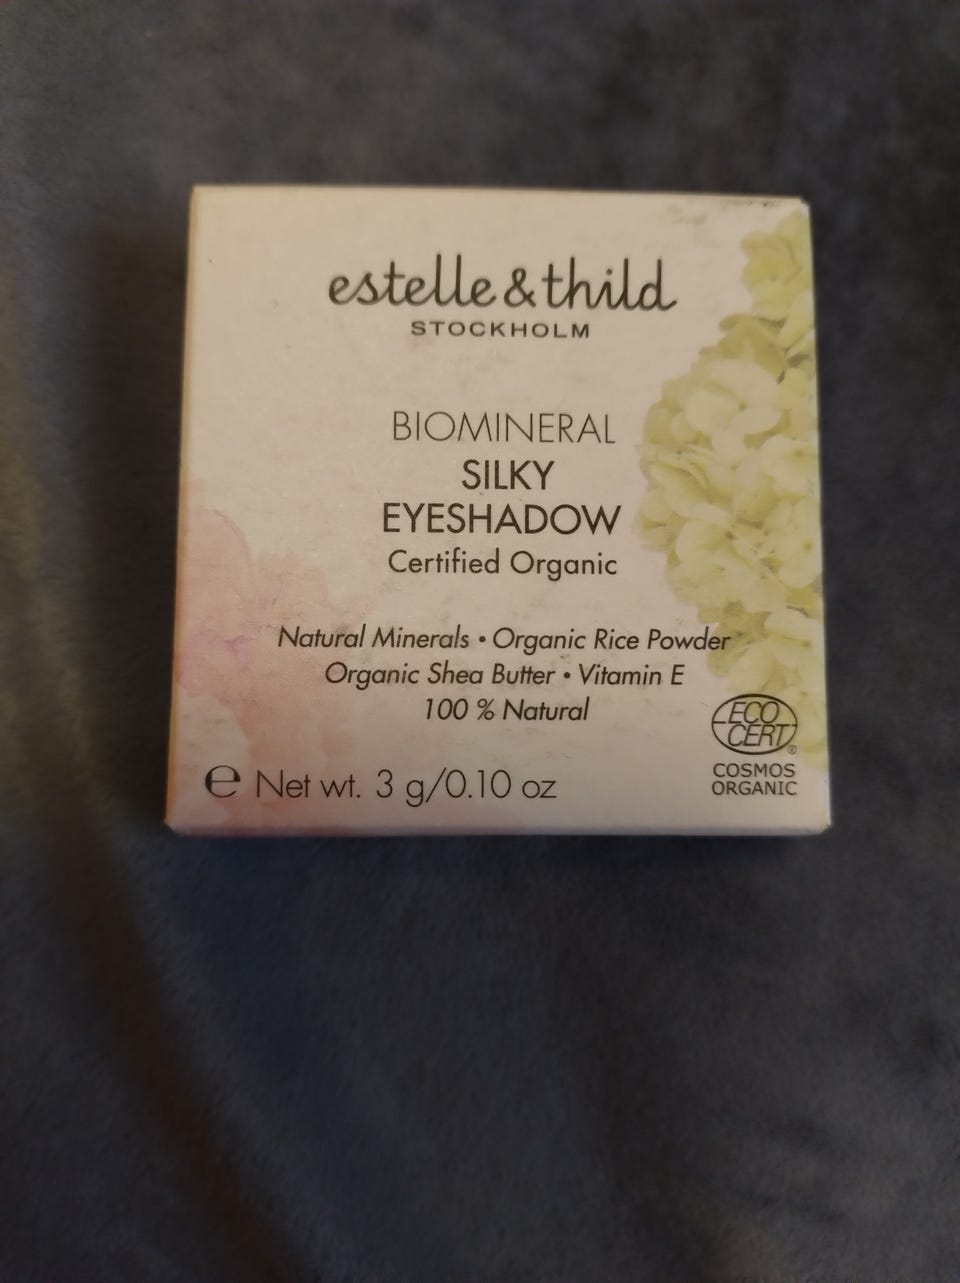 estelle & thild
STOCKHOLM
BIOMINERAL
SILKY
EYESHADOW
Certified Organic
Natural Minerals • Organic Rice Powder
Organic Shea Butter • Vitamin E
100 % Natural
ECO
CERT®
COSMOS
ORGANIC
℮ Net wt. 3 g/0.10 oz